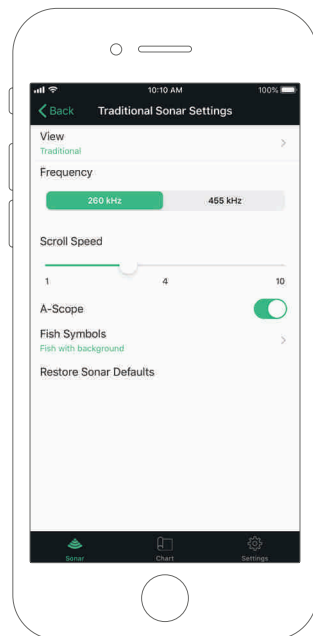 10:10 AM 100%
Back Traditional Sonar Settings
View
Traditional
Frequency
260 kHz 455 kHz
Scroll Speed
1 4 10
A-Scope
Fish Symbols
Fish with background
Restore Sonar Defaults
Sonar Chart Settings